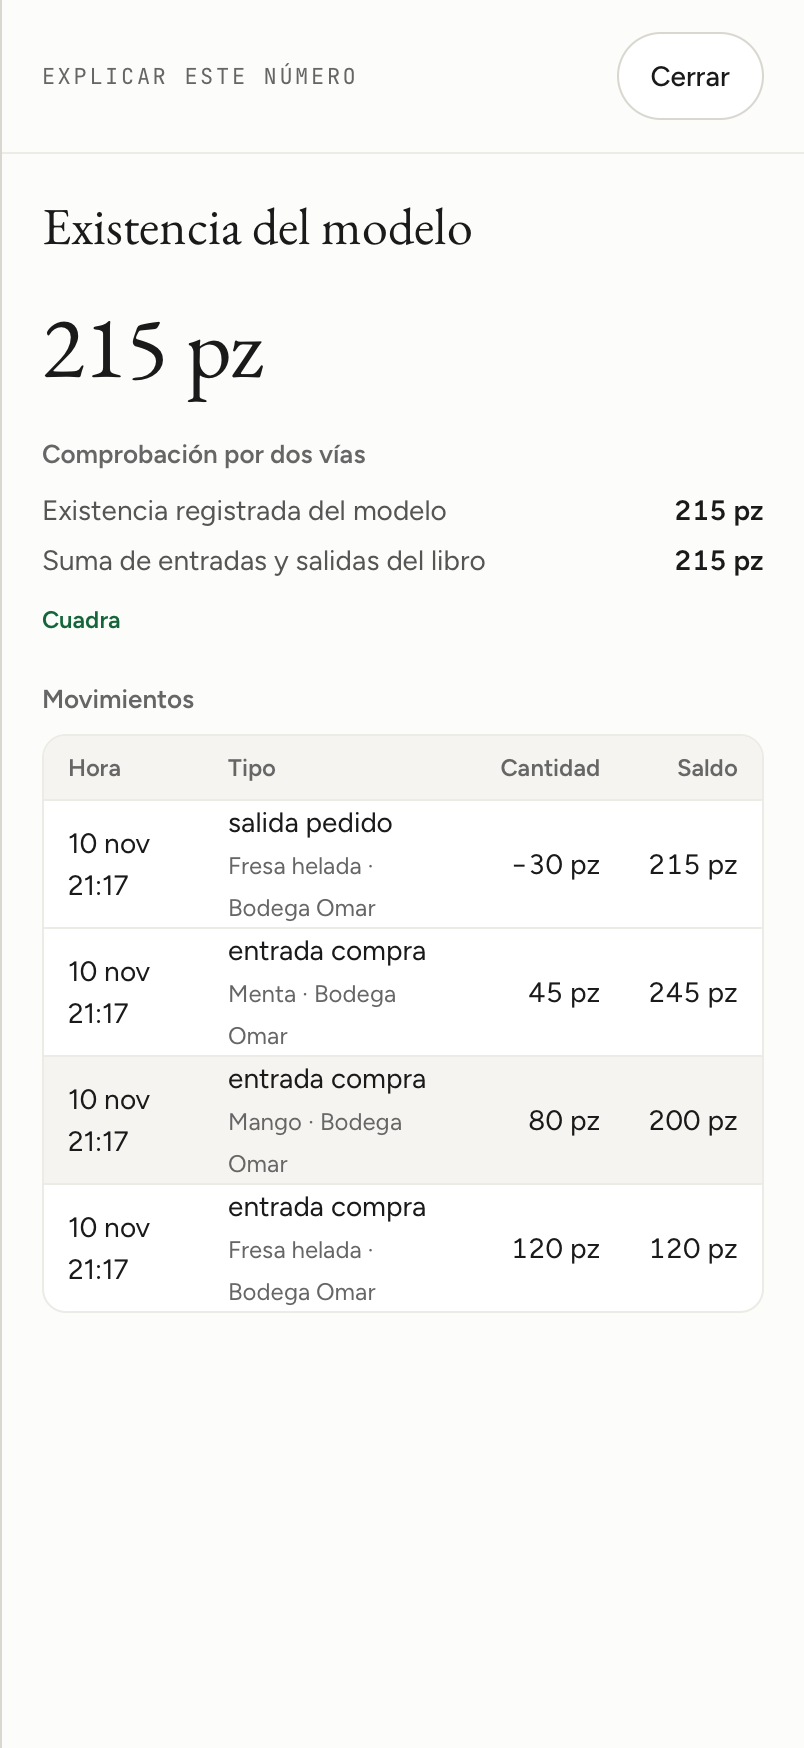 EXPLICAR ESTE NÚMERO
Cerrar
Existencia del modelo
215 pz
Comprobación por dos vías
Existencia registrada del modelo 215 pz
Suma de entradas y salidas del libro 215 pz
Cuadra
Movimientos
Hora Tipo Cantidad Saldo
10 nov 21:17 salida pedido −30 pz 215 pz
Fresa helada ·
Bodega Omar
10 nov 21:17 entrada compra 45 pz 245 pz
Menta · Bodega
Omar
10 nov 21:17 entrada compra 80 pz 200 pz
Mango · Bodega
Omar
10 nov 21:17 entrada compra 120 pz 120 pz
Fresa helada ·
Bodega Omar